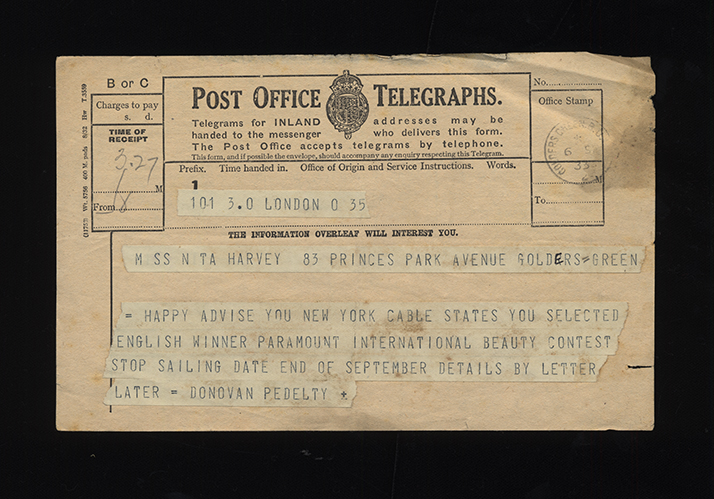 B or C
Charges to pay
s. d.
TIME OF
RECEIPT
3.27
M
From
POST OFFICE TELEGRAPHS.
Telegrams for INLAND addresses may be
handed to the messenger who delivers this form.
The Post Office accepts telegrams by telephone.
This form, and if possible the envelope, should accompany any enquiry respecting this Telegram.
Prefix. Time handed in. Office of Origin and Service Instructions. Words.
1
101 3.0 LONDON O 35
No.
Office Stamp
GOLDERS
6
35
M
To
THE INFORMATION OVERLEAF WILL INTEREST YOU.
M SS N TA HARVEY 83 PRINCES PARK AVENUE GOLDERS=GREEN
= HAPPY ADVISE YOU NEW YORK CABLE STATES YOU SELECTED
ENGLISH WINNER PARAMOUNT INTERNATIONAL BEAUTY CONTEST
STOP SAILING DATE END OF SEPTEMBER DETAILS BY LETTER
LATER = DONOVAN PEDELTY +